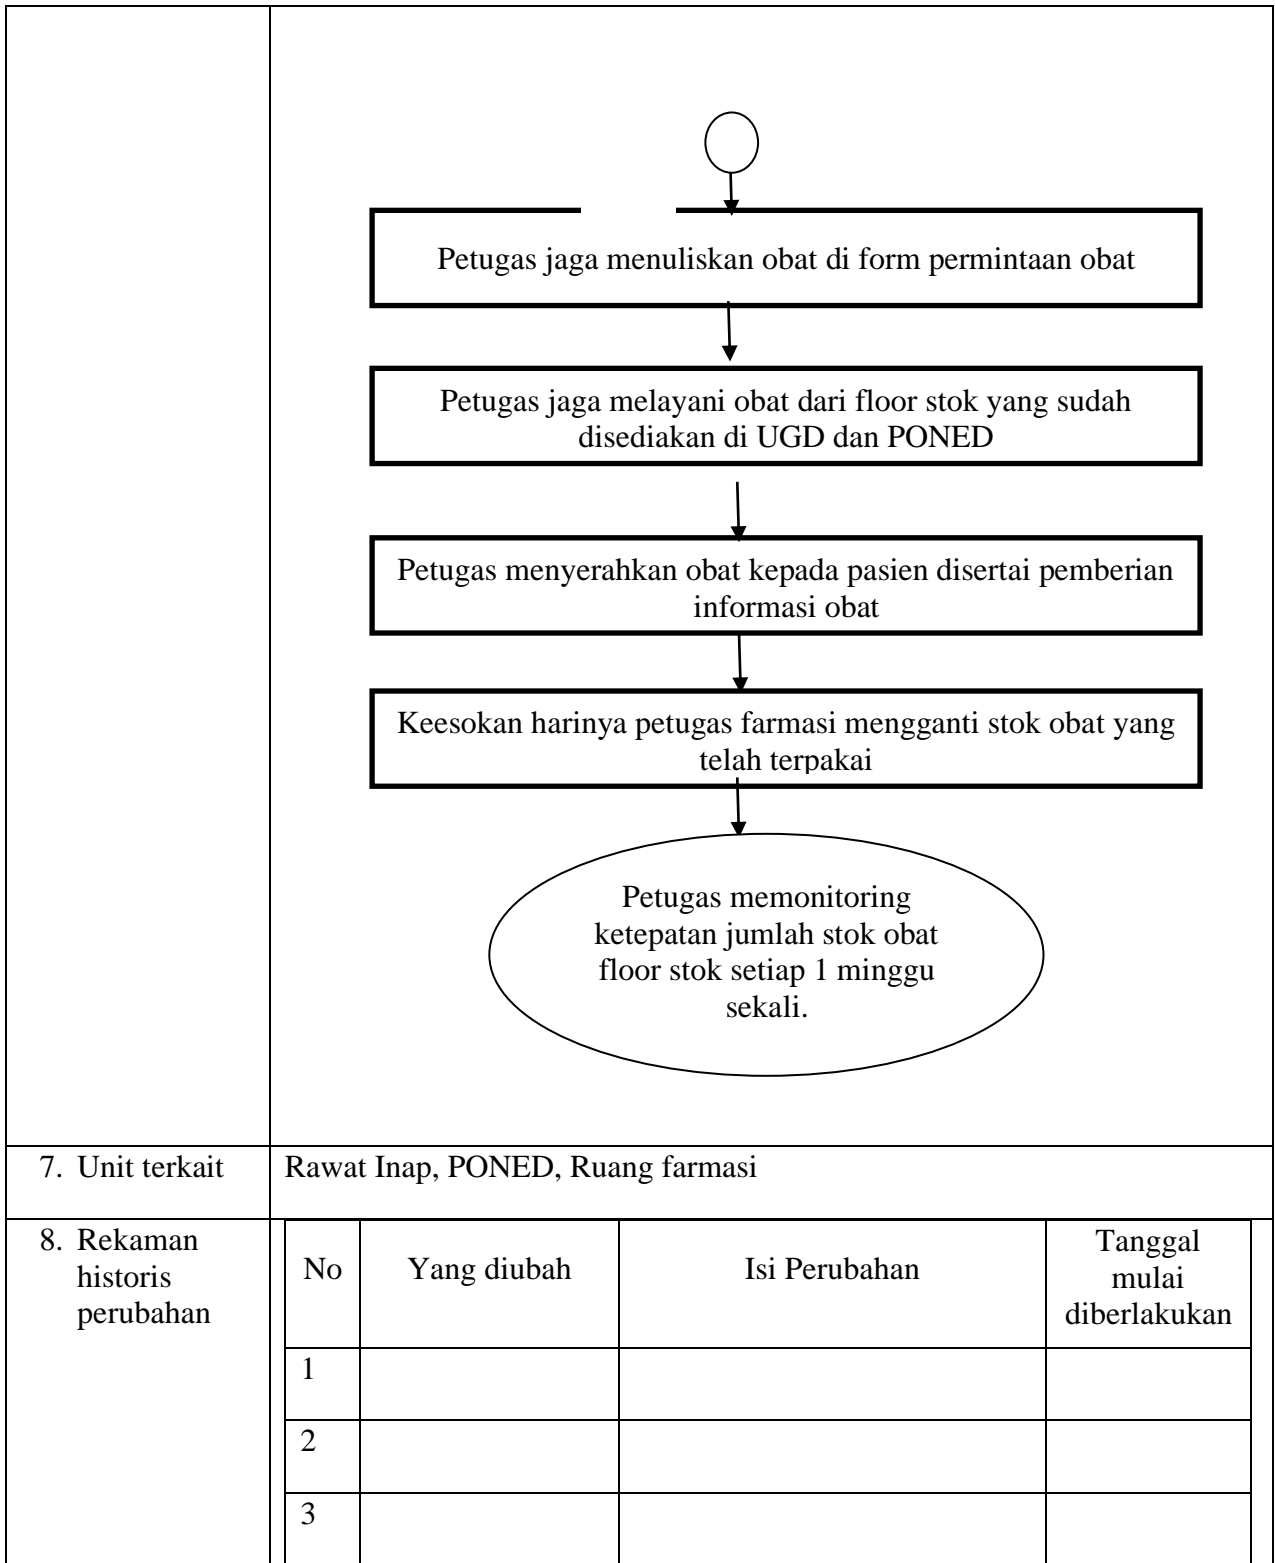 Petugas jaga menuliskan obat di form permintaan obat
Petugas jaga melayani obat dari floor stok yang sudah
disediakan di UGD dan PONED
Petugas menyerahkan obat kepada pasien disertai pemberian
informasi obat
Keesokan harinya petugas farmasi mengganti stok obat yang
telah terpakai
Petugas memonitoring
ketepatan jumlah stok obat
floor stok setiap 1 minggu
sekali.
7. Unit terkait
Rawat Inap, PONED, Ruang farmasi
8. Rekaman
historis
perubahan
No
Yang diubah
Isi Perubahan
Tanggal
mulai
diberlakukan
1
2
3